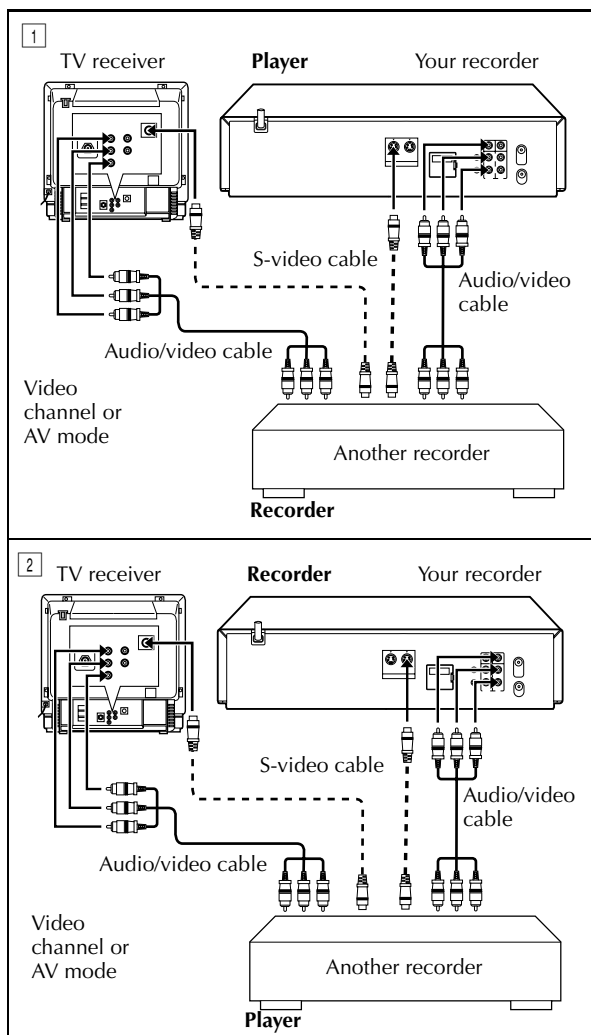 1
TV receiver
Player
Your recorder
S-video cable
Audio/video
cable
Audio/video cable
Video
channel or
AV mode
Another recorder
Recorder
2
TV receiver
Recorder
Your recorder
S-video cable
Audio/video
cable
Audio/video cable
Video
channel or
AV mode
Another recorder
Player